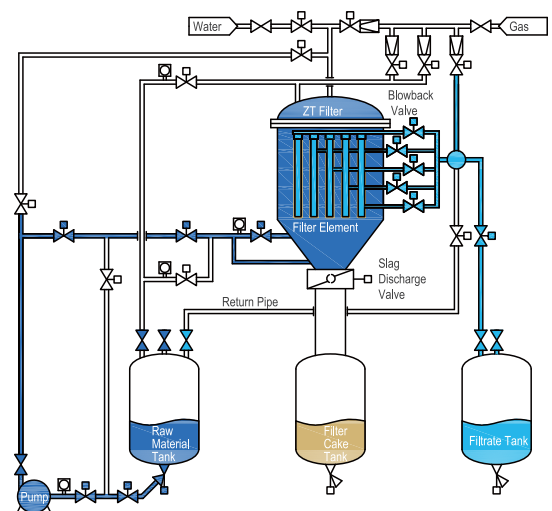 Water
Gas
ZT Filter
Blowback
Valve
Filter Element
Slag
Discharge
Valve
Return Pipe
Raw
Material
Tank
Filter
Cake
Tank
Filtrate Tank
Pump